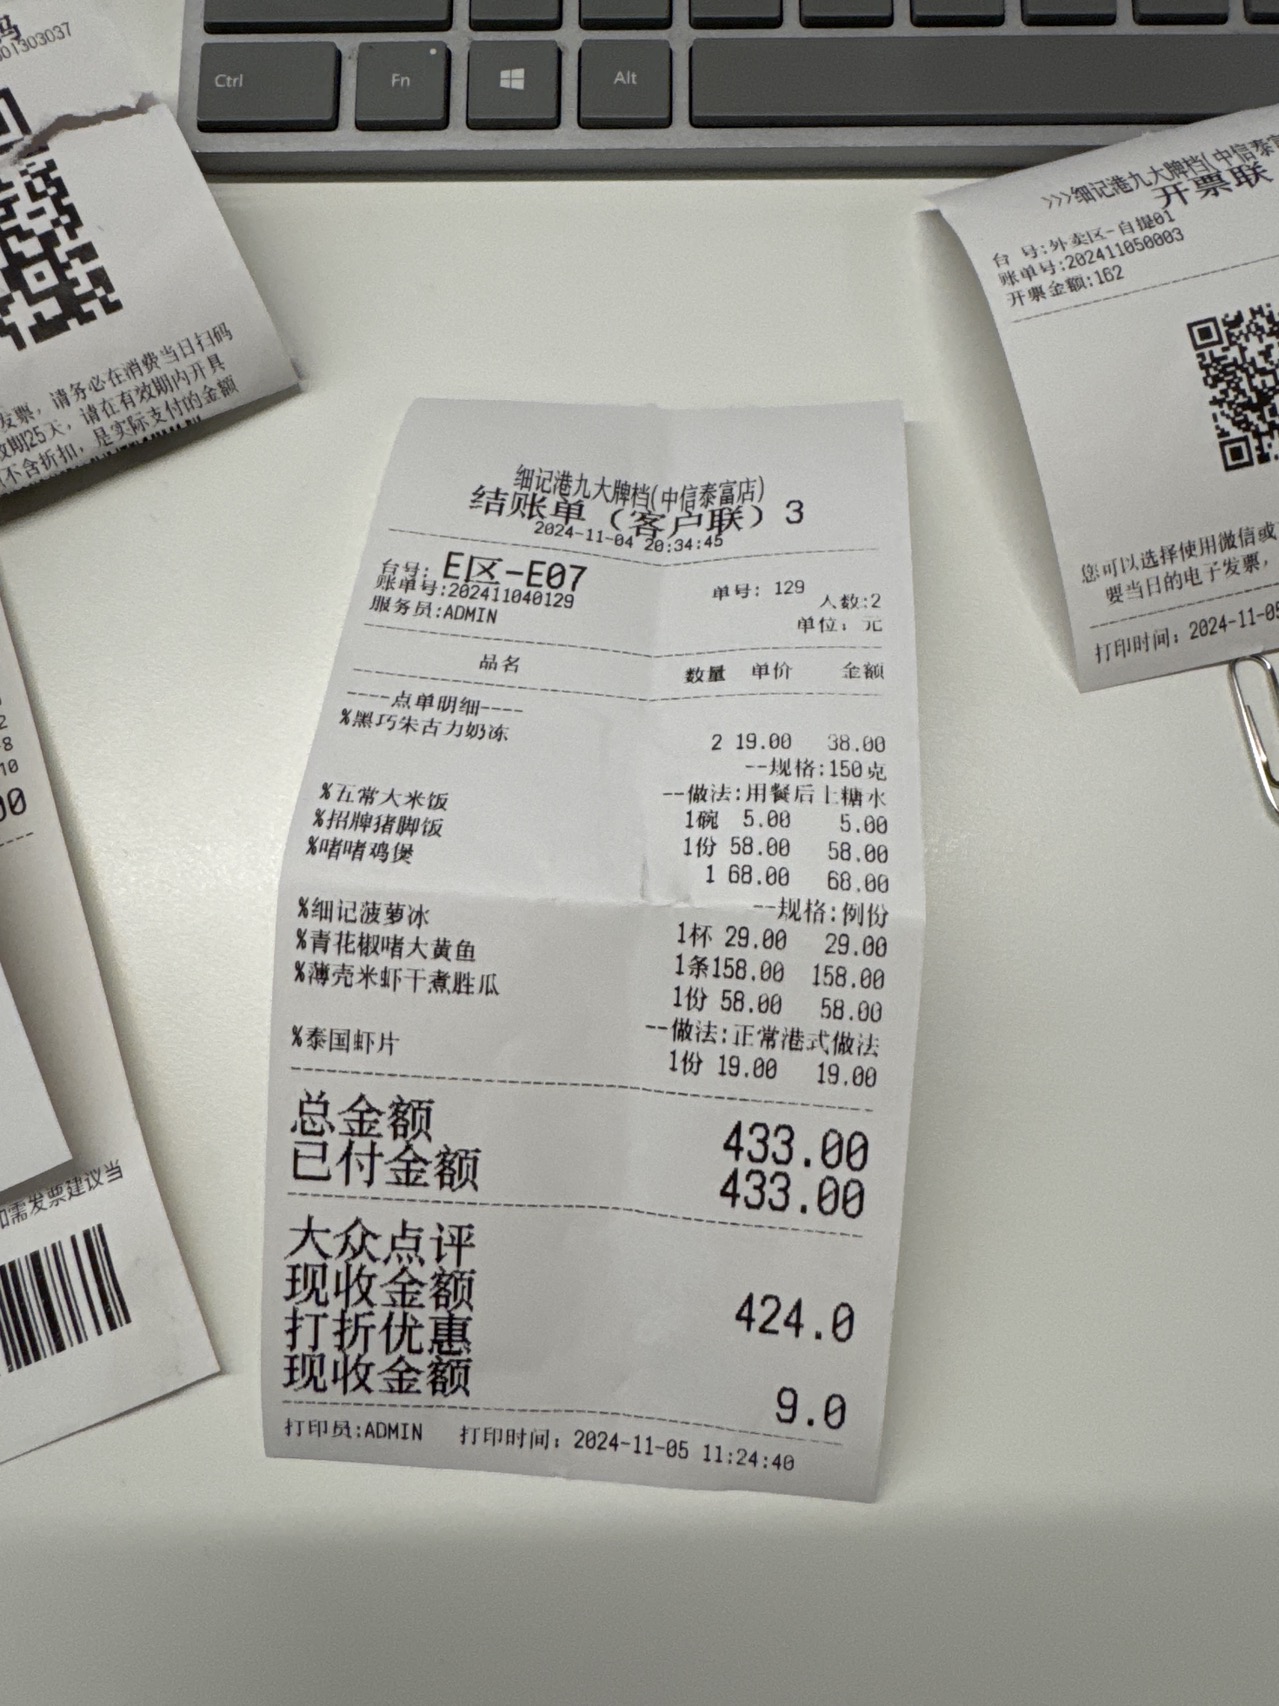 Ctrl
Fn
Alt
01303037
发票，请务必在消费当日扫码
效期25天，请在有效期内开具
不含折扣，是实际支付的金额
>>>细记港九大牌档(中信泰富
开票联
台 号:外卖区-自提01
账单号:202411050003
开票金额:162
您可以选择使用微信或
要当日的电子发票，
打印时间：2024-11-05
细记港九大牌档(中信泰富店)
结账单（客户联）3
2024-11-04 20:34:45
台号: E区-E07 单号: 129
账单号:202411040129 人数:2
服务员:ADMIN 单位：元
品名 数量 单价 金额
----点单明细----
%黑巧朱古力奶冻 2 19.00 38.00
--规格:150克
--做法:用餐后上糖水
%五常大米饭 1碗 5.00 5.00
%招牌猪脚饭 1份 58.00 58.00
%啫啫鸡煲 1 68.00 68.00
--规格:例份
%细记菠萝冰 1杯 29.00 29.00
%青花椒啫大黄鱼 1条158.00 158.00
%薄壳米虾干煮胜瓜 1份 58.00 58.00
--做法:正常港式做法
%泰国虾片 1份 19.00 19.00
总金额 433.00
已付金额 433.00
大众点评
现收金额 424.0
打折优惠
现收金额 9.0
打印员:ADMIN 打印时间：2024-11-05 11:24:40
2
-8
10
00
需发票建议当